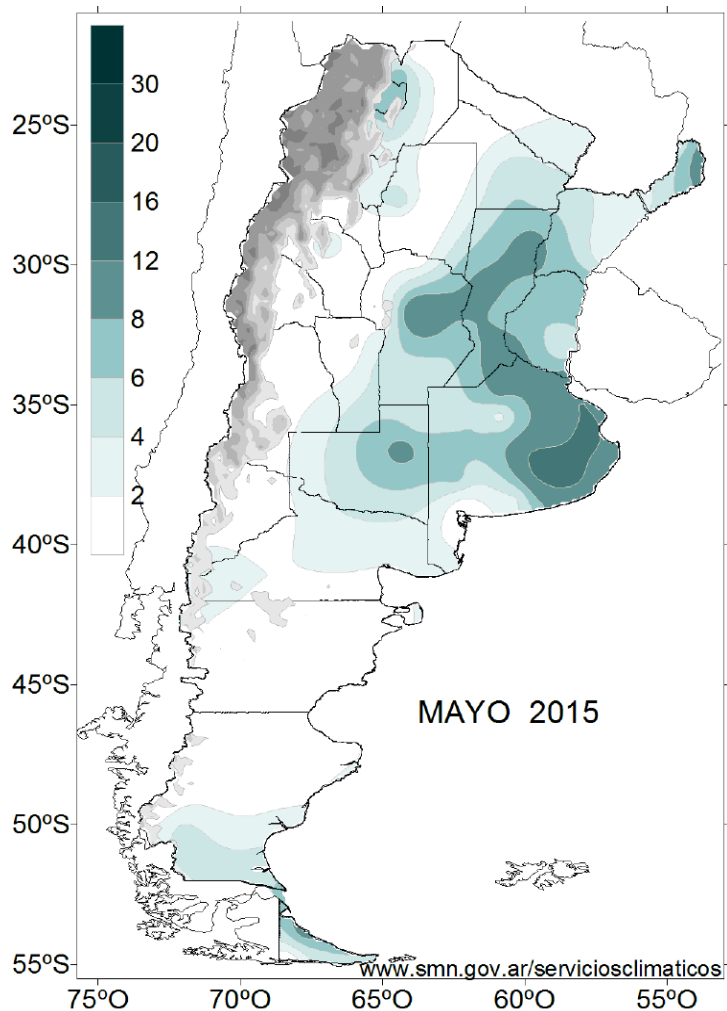 30
20
16
12
8
6
4
2
25ºS
30ºS
35ºS
40ºS
45ºS
50ºS
55ºS
MAYO 2015
www.smn.gov.ar/serviciosclimaticos
75ºO 70ºO 65ºO 60ºO 55ºO